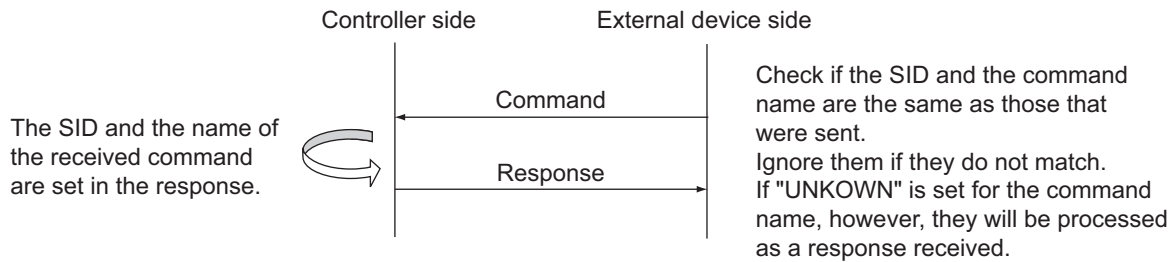 Controller side
External device side
Command
Response
The SID and the name of
the received command
are set in the response.
Check if the SID and the command
name are the same as those that
were sent.
Ignore them if they do not match.
If "UNKOWN" is set for the command
name, however, they will be processed
as a response received.